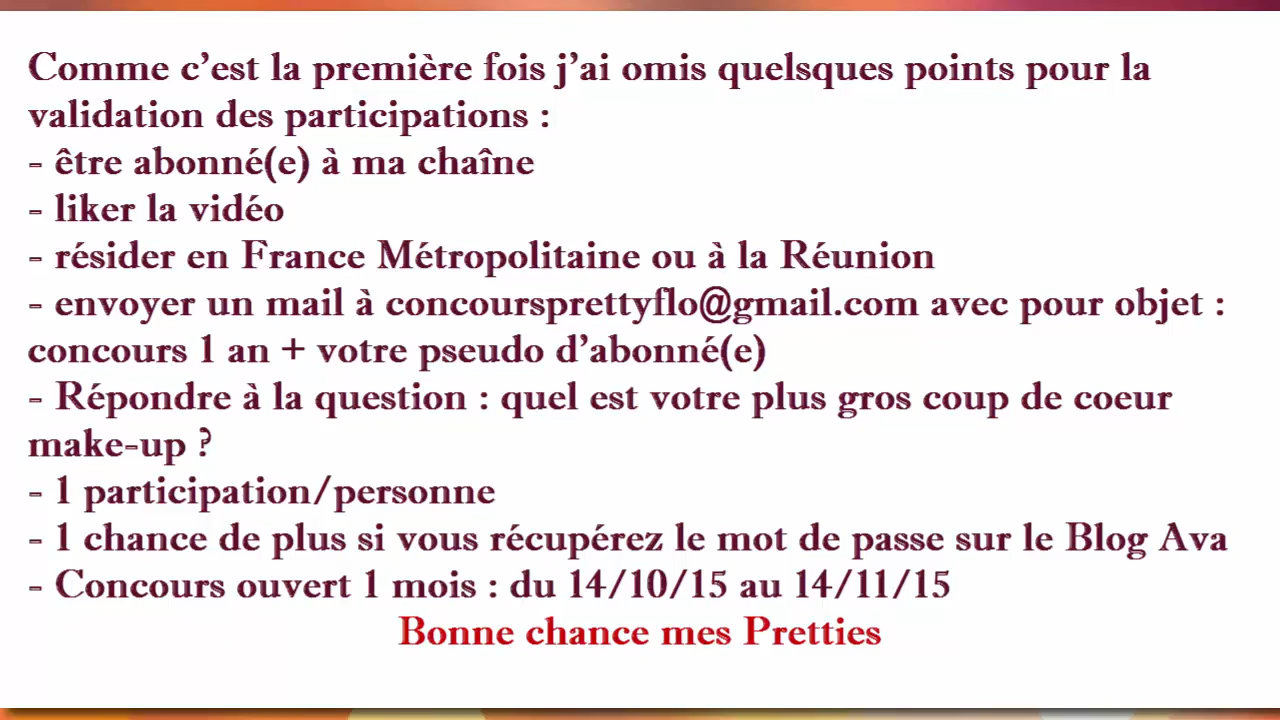 Comme c’est la première fois j’ai omis quelsques points pour la
validation des participations :
- être abonné(e) à ma chaîne
- liker la vidéo
- résider en France Métropolitaine ou à la Réunion
- envoyer un mail à concoursprettyflo@gmail.com avec pour objet :
concours 1 an + votre pseudo d’abonné(e)
- Répondre à la question : quel est votre plus gros coup de coeur
make-up ?
- 1 participation/personne
- 1 chance de plus si vous récupérez le mot de passe sur le Blog Ava
- Concours ouvert 1 mois : du 14/10/15 au 14/11/15
Bonne chance mes Pretties